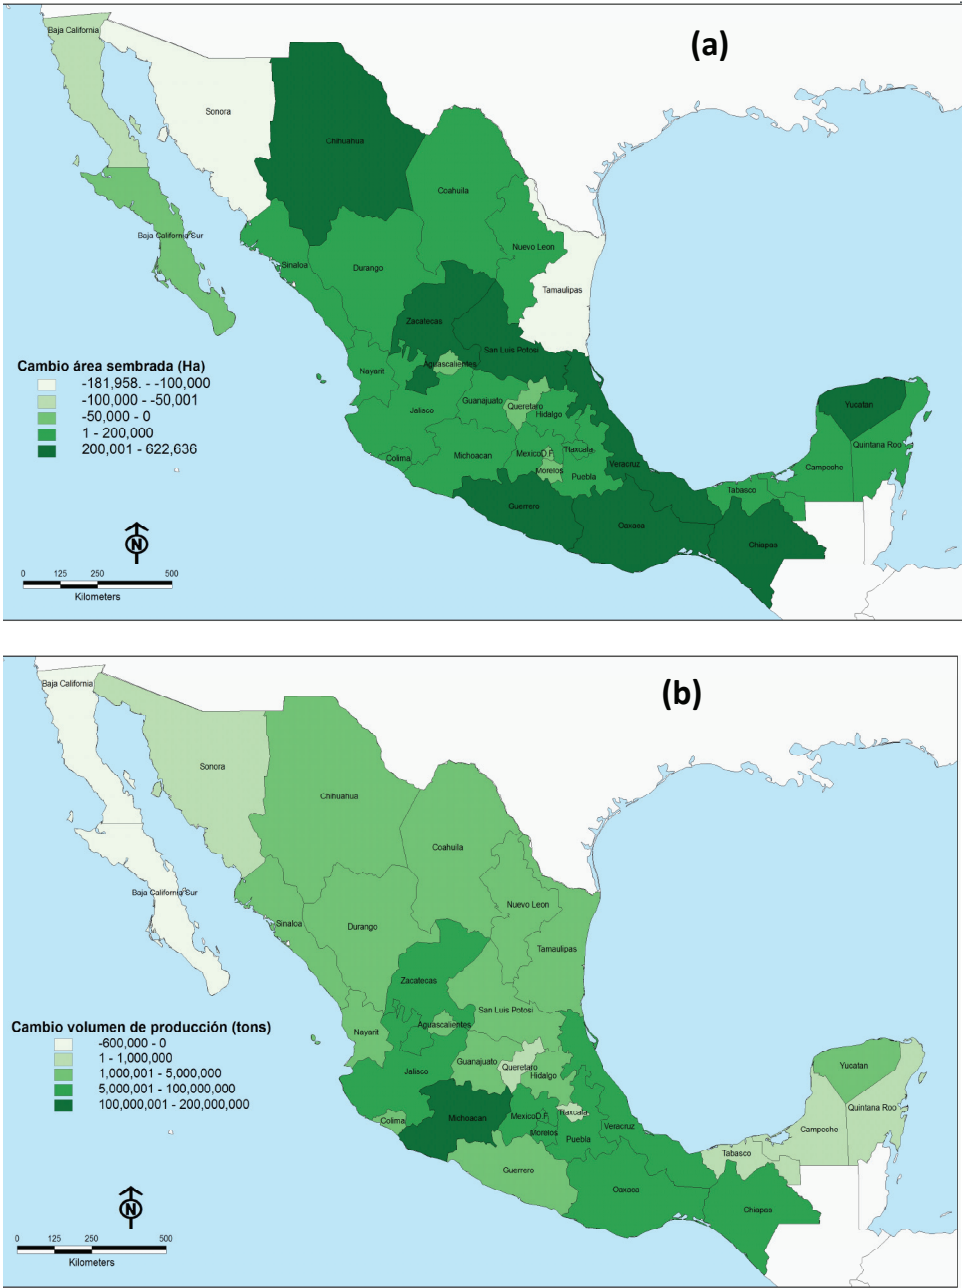 (a)
Baja California
Sonora
Chihuahua
Coahuila
Baja California Sur
Nuevo Leon
Sinaloa
Durango
Tamaulipas
Zacatecas
San Luis Potosi
Aguascalientes
Nayarit
Cambio área sembrada (Ha)
-181,958. - -100,000
-100,000 - -50,001
-50,000 - 0
1 - 200,000
200,001 - 622,636
Jalisco
Guanajuato
Queretaro
Hidalgo
Colima
Michoacan
Mexico
D.F.
Tlaxcala
Morelos
Puebla
Veracruz
Guerrero
Oaxaca
Tabasco
Chiapas
Yucatan
Quintana Roo
Campeche
N
0 125 250 500
Kilometers
(b)
Baja California
Sonora
Chihuahua
Coahuila
Baja California Sur
Nuevo Leon
Sinaloa
Durango
Tamaulipas
Zacatecas
San Luis Potosi
Aguascalientes
Nayarit
Cambio volumen de producción (tons)
-600,000 - 0
1 - 1,000,000
1,000,001 - 5,000,000
5,000,001 - 100,000,000
100,000,001 - 200,000,000
Jalisco
Guanajuato
Queretaro
Hidalgo
Colima
Michoacan
Mexico
D.F.
Tlaxcala
Morelos
Puebla
Veracruz
Guerrero
Oaxaca
Tabasco
Chiapas
Yucatan
Quintana Roo
Campeche
N
0 125 250 500
Kilometers